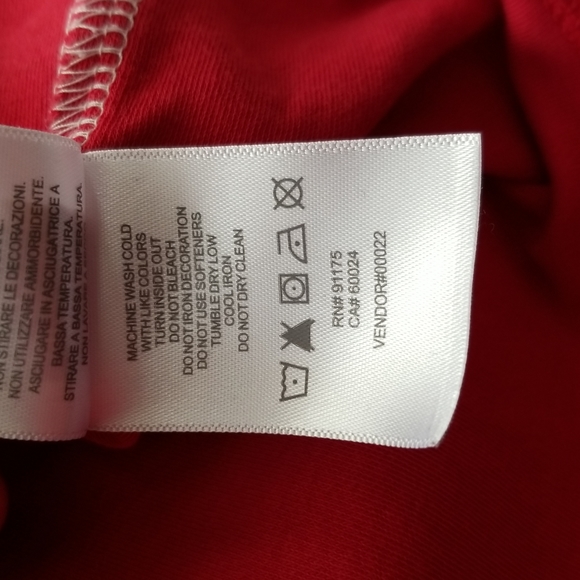 NON STIRARE LE DECORAZIONI.
NON UTILIZZARE AMMORBIDENTE.
ASCIUGARE IN ASCIUGATRICE A
BASSA TEMPERATURA.
STIRARE A BASSA TEMPERATURA.
NON LAVARE A
MACHINE WASH COLD
WITH LIKE COLORS
TURN INSIDE OUT
DO NOT BLEACH
DO NOT IRON DECORATION
DO NOT USE SOFTENERS
TUMBLE DRY LOW
COOL IRON
DO NOT DRY CLEAN
RN# 91175
CA# 60024
VENDOR#00022